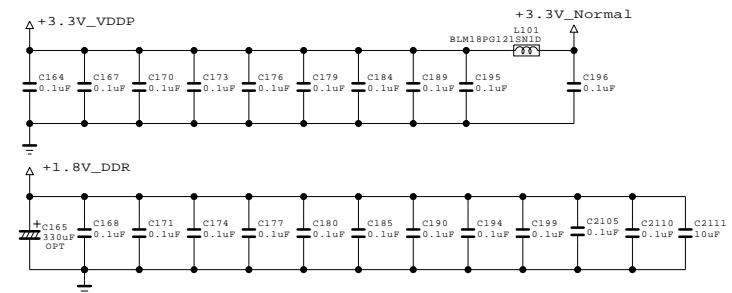 +3.3V_VDDP
+3.3V_Normal
L101
BLM18PG121SN1D
C164
0.1uF
C167
0.1uF
C170
0.1uF
C173
0.1uF
C176
0.1uF
C179
0.1uF
C184
0.1uF
C189
0.1uF
C195
0.1uF
C196
0.1uF
+1.8V_DDR
+
C165
330uF
OPT
C168
0.1uF
C171
0.1uF
C174
0.1uF
C177
0.1uF
C180
0.1uF
C185
0.1uF
C190
0.1uF
C194
0.1uF
C199
0.1uF
C2105
0.1uF
C2110
0.1uF
C2111
10uF